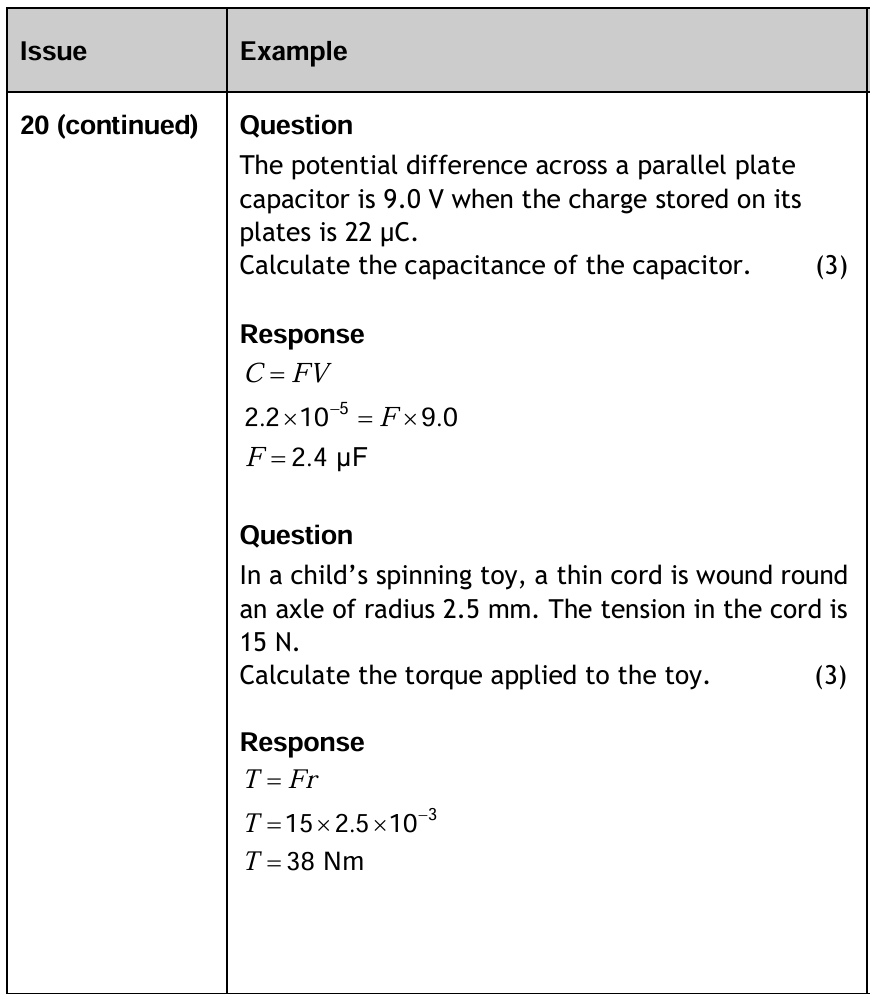 Issue
Example
20 (continued)
Question
The potential difference across a parallel plate
capacitor is 9.0 V when the charge stored on its
plates is 22 µC.
Calculate the capacitance of the capacitor. (3)
Response
C = FV
2.2×10⁻⁵ = F×9.0
F = 2.4 µF
Question
In a child’s spinning toy, a thin cord is wound round
an axle of radius 2.5 mm. The tension in the cord is
15 N.
Calculate the torque applied to the toy. (3)
Response
T = Fr
T = 15×2.5×10⁻³
T = 38 Nm